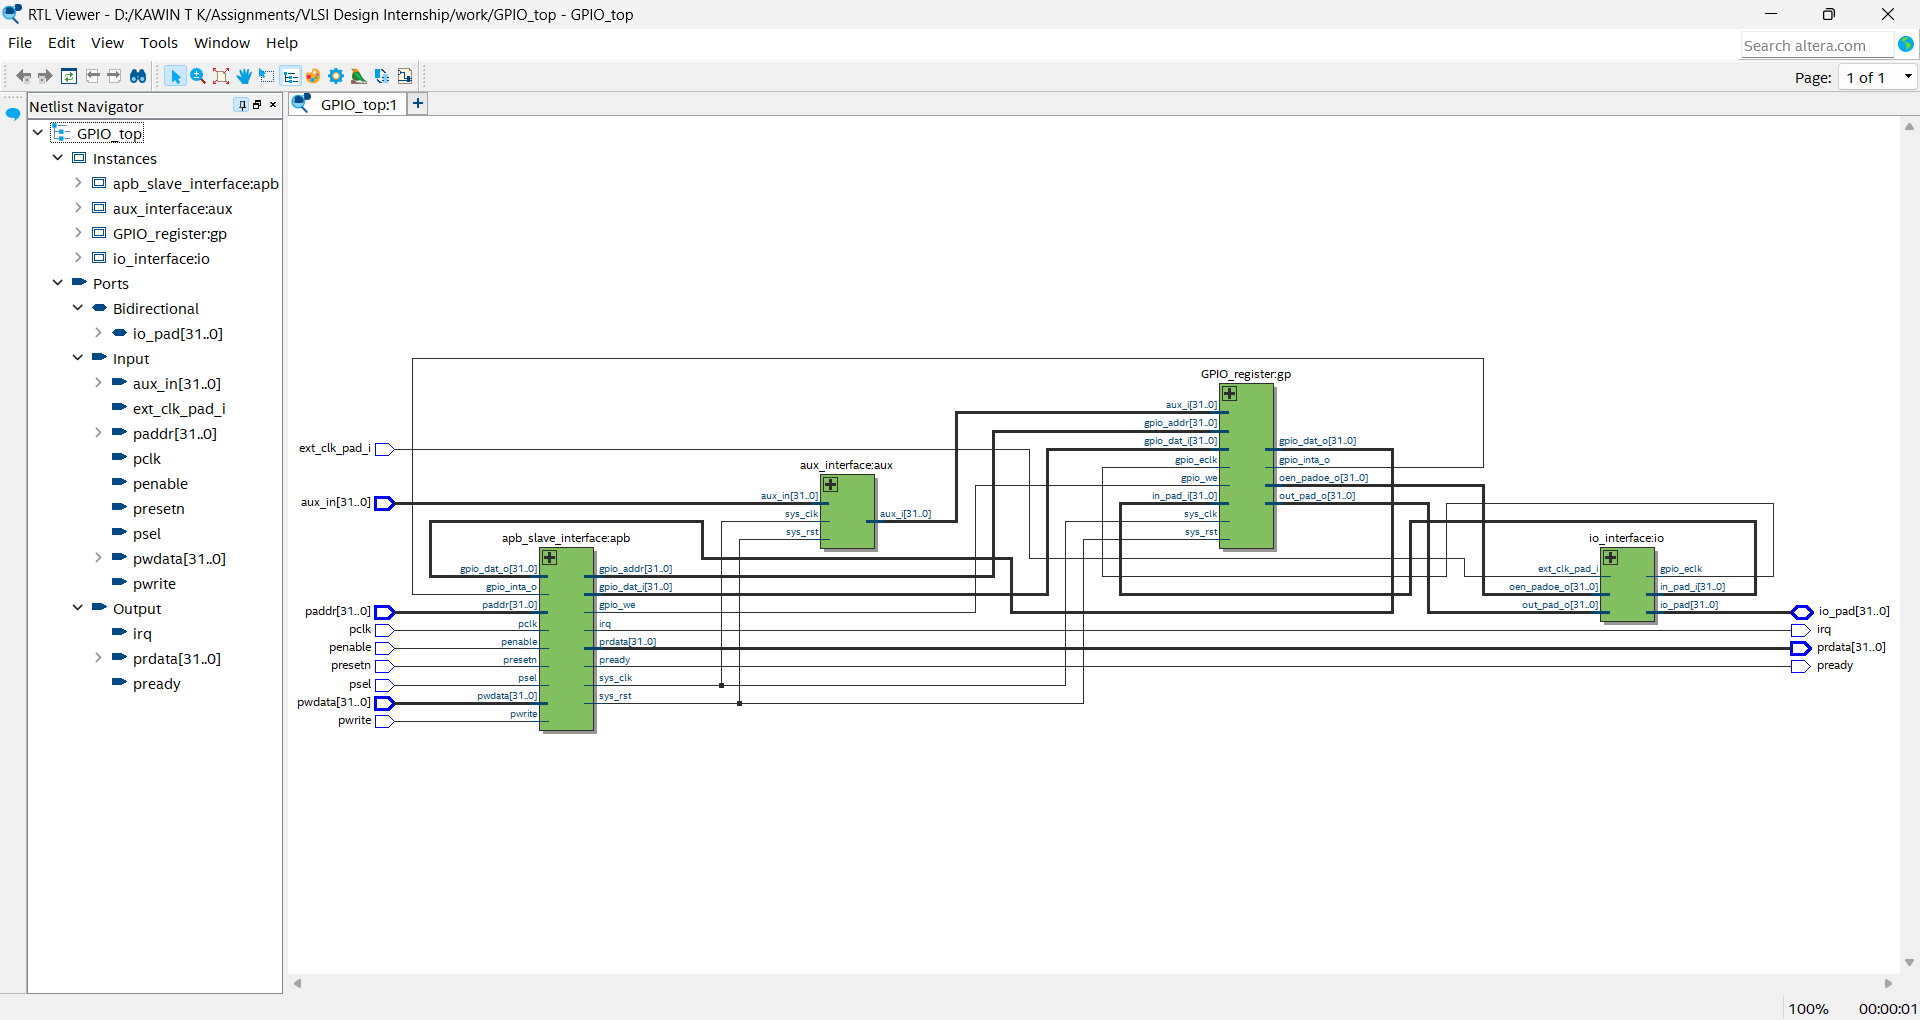 RTL Viewer - D:/KAWIN T K/Assignments/VLSI Design Internship/work/GPIO_top - GPIO_top
File Edit View Tools Window Help
Search altera.com
Page: 1 of 1
Netlist Navigator
GPIO_top:1
GPIO_top
Instances
apb_slave_interface:apb
aux_interface:aux
GPIO_register:gp
io_interface:io
Ports
Bidirectional
io_pad[31..0]
Input
aux_in[31..0]
ext_clk_pad_i
paddr[31..0]
pclk
penable
presetn
psel
pwdata[31..0]
pwrite
Output
irq
prdata[31..0]
pready
ext_clk_pad_i
aux_in[31..0]
paddr[31..0]
pclk
penable
presetn
psel
pwdata[31..0]
pwrite
apb_slave_interface:apb
gpio_dat_o[31..0]
gpio_inta_o
paddr[31..0]
pclk
penable
presetn
psel
pwdata[31..0]
pwrite
gpio_addr[31..0]
gpio_dat_i[31..0]
gpio_we
irq
prdata[31..0]
pready
sys_clk
sys_rst
aux_interface:aux
aux_in[31..0]
sys_clk
sys_rst
aux_i[31..0]
GPIO_register:gp
aux_i[31..0]
gpio_addr[31..0]
gpio_dat_i[31..0]
gpio_eclk
gpio_we
in_pad_i[31..0]
sys_clk
sys_rst
gpio_dat_o[31..0]
gpio_inta_o
oen_padoe_o[31..0]
out_pad_o[31..0]
io_interface:io
ext_clk_pad_i
oen_padoe_o[31..0]
out_pad_o[31..0]
gpio_eclk
in_pad_i[31..0]
io_pad[31..0]
io_pad[31..0]
irq
prdata[31..0]
pready
100% 00:00:01